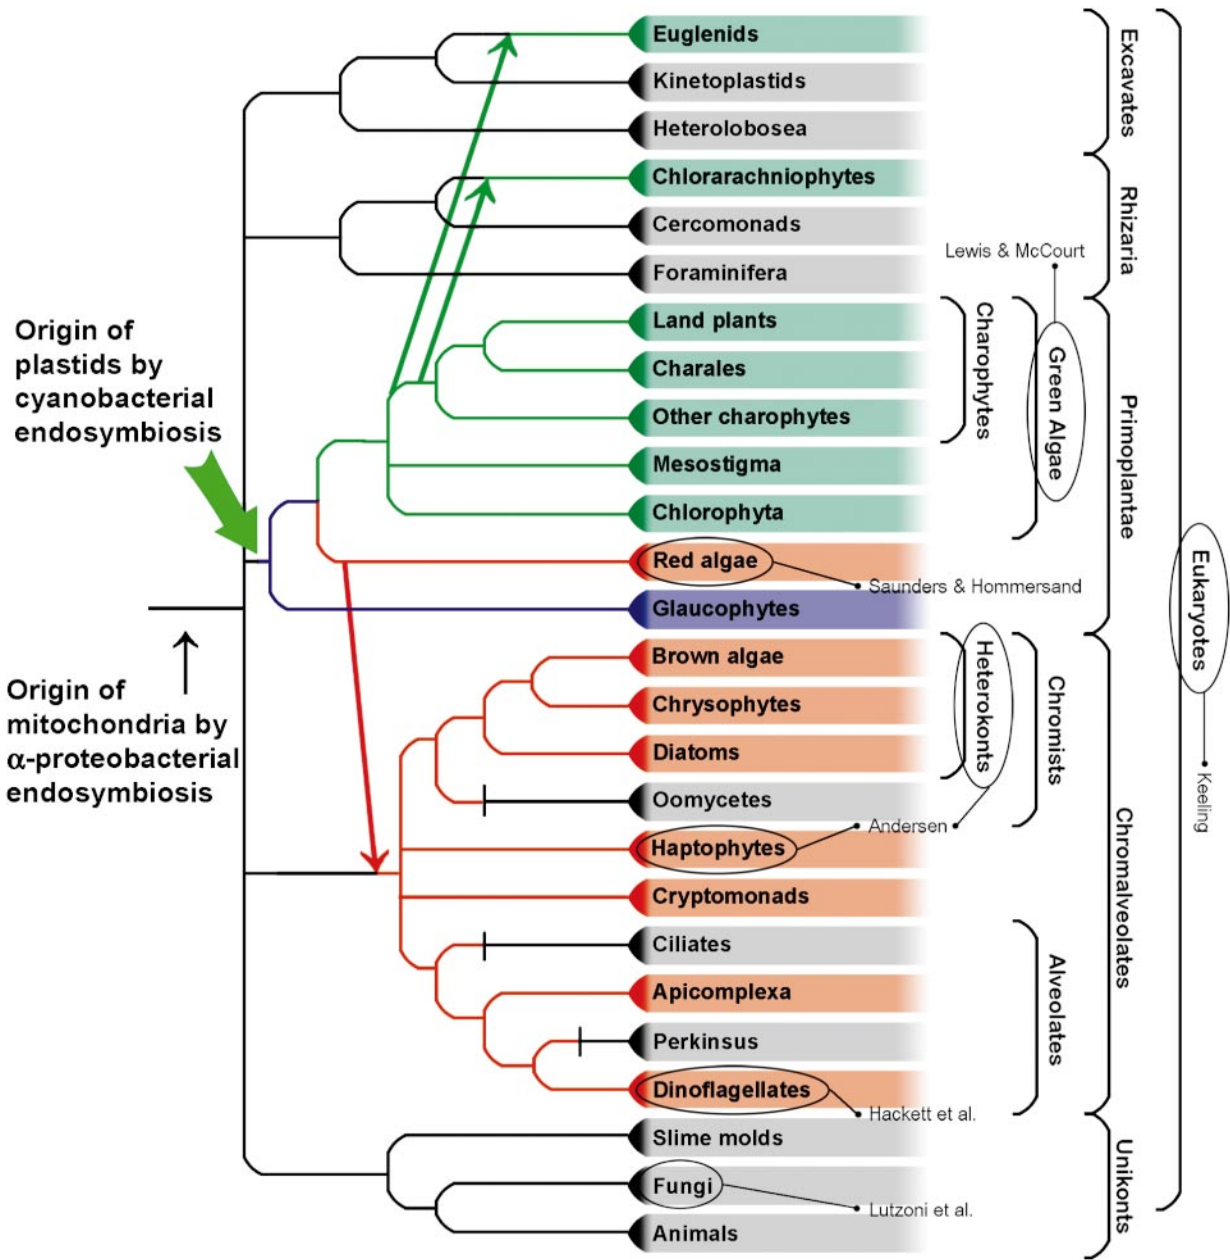 Euglenids
Kinetoplastids
Heterolobosea
Excavates
Chlorarachniophytes
Cercomonads
Foraminifera
Rhizaria
Lewis & McCourt
Origin of
plastids by
cyanobacterial
endosymbiosis
Land plants
Charales
Other charophytes
Mesostigma
Chlorophyta
Red algae
Glaucophytes
Charophytes
Green Algae
Primoplantae
Saunders & Hommersand
Eukaryotes
Keeling
Origin of
mitochondria by
α-proteobacterial
endosymbiosis
Brown algae
Chrysophytes
Diatoms
Oomycetes
Haptophytes
Cryptomonads
Heterokonts
Chromists
Andersen
Chromalveolates
Ciliates
Apicomplexa
Perkinsus
Dinoflagellates
Alveolates
Hackett et al.
Slime molds
Fungi
Animals
Lutzoni et al.
Unikonts